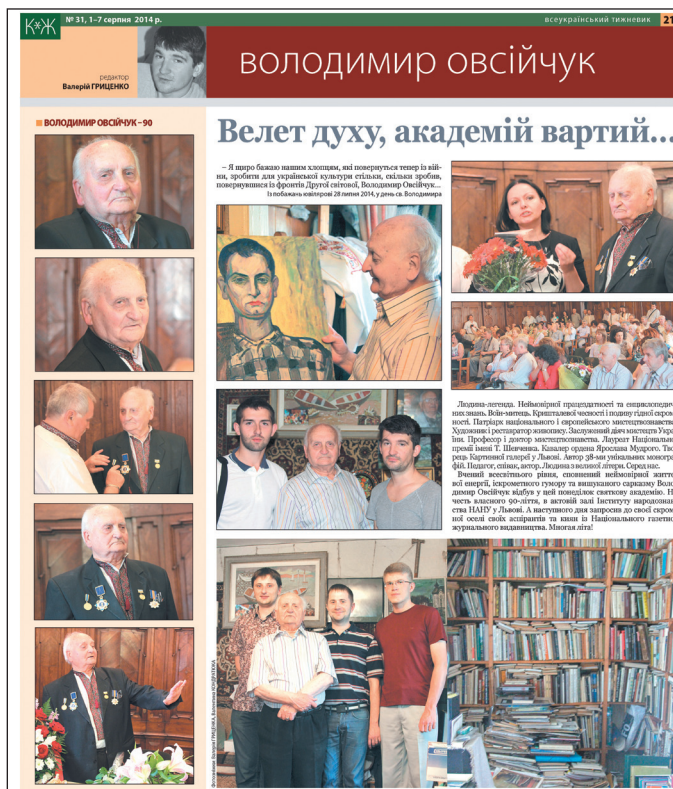 К*Ж
№ 31, 1–7 серпня 2014 р.
всеукраїнський тижневик 21
редактор
Валерій ГРИЦЕНКО
володимир овсійчук
ВОЛОДИМИР ОВСІЙЧУК – 90
Велет духу, академій вартий...
– Я щиро бажаю нашим хлопцям, які повернуться тепер із вій-
ни, зробити для української культури стільки, скільки зробив,
повернувшися із фронтів Другої світової, Володимир Овсійчук...
Із побажань ювілярові 28 липня 2014, у день св. Володимира
Людина-легенда. Неймовірної працездатності та енциклопедич
них знань. Воїн-митець. Кришталевої чесності і подиву гідної скром
ності. Патріарх національного і європейського мистецтвознавства
Художник і реставратор живопису. Заслужений діяч мистецтв Укра
їни. Професор і доктор мистецтвознавства. Лауреат Національн
премії імені Т. Шевченка. Кавалер ордена Ярослава Мудрого. Тво
рець Картинної галереї у Львові. Автор 38-ми унікальних моногра
фій. Педагог, співак, актор. Людина з великої літери. Серед нас.
Вчений всесвітнього рівня, сповнений неймовірної життє
вої енергії, іскрометного гумору та вишуканого сарказму Воло
димир Овсійчук відбув у цей понеділок святкову академію. Н
честь власного 90-ліття, в актовій залі Інституту народознав
ства НАНУ у Львові. А наступного дня запросив до своєї скром
ної оселі своїх аспірантів та киян із Національного газетно
журнального видавництва. Многая літа!
Фотознімки Валерія ГРИЦЕНКА, Валентина КОНДРАТЮКА